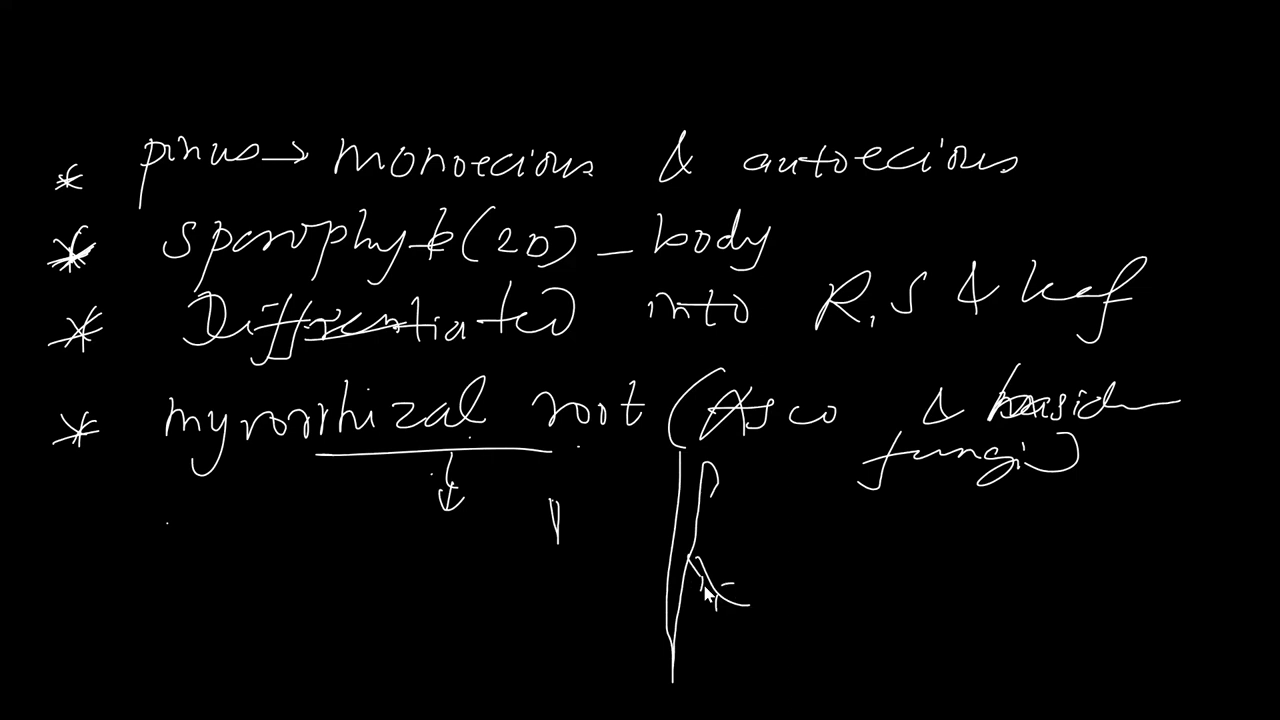 * pinus → monoecious & autoecious
* sporophyte (2n) - body
* Differentiated into R, S & leaf
* mycorrhizal root (Asco & basidio
fungi)